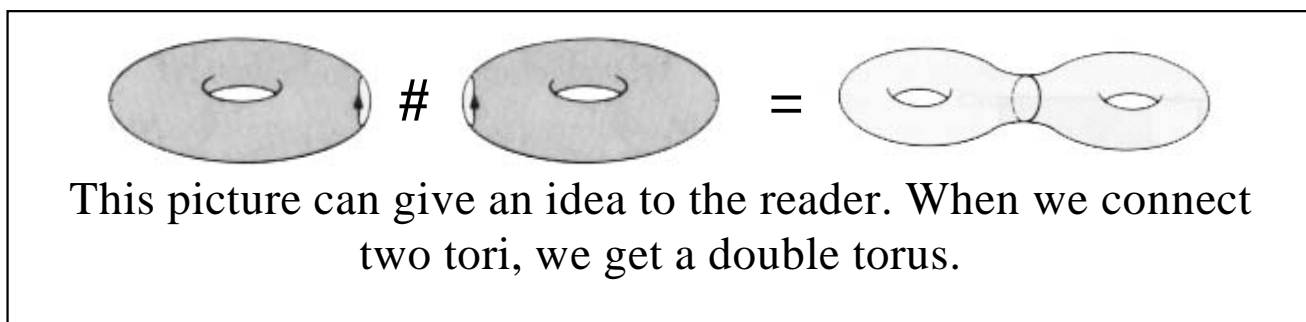 # =
This picture can give an idea to the reader. When we connect
two tori, we get a double torus.